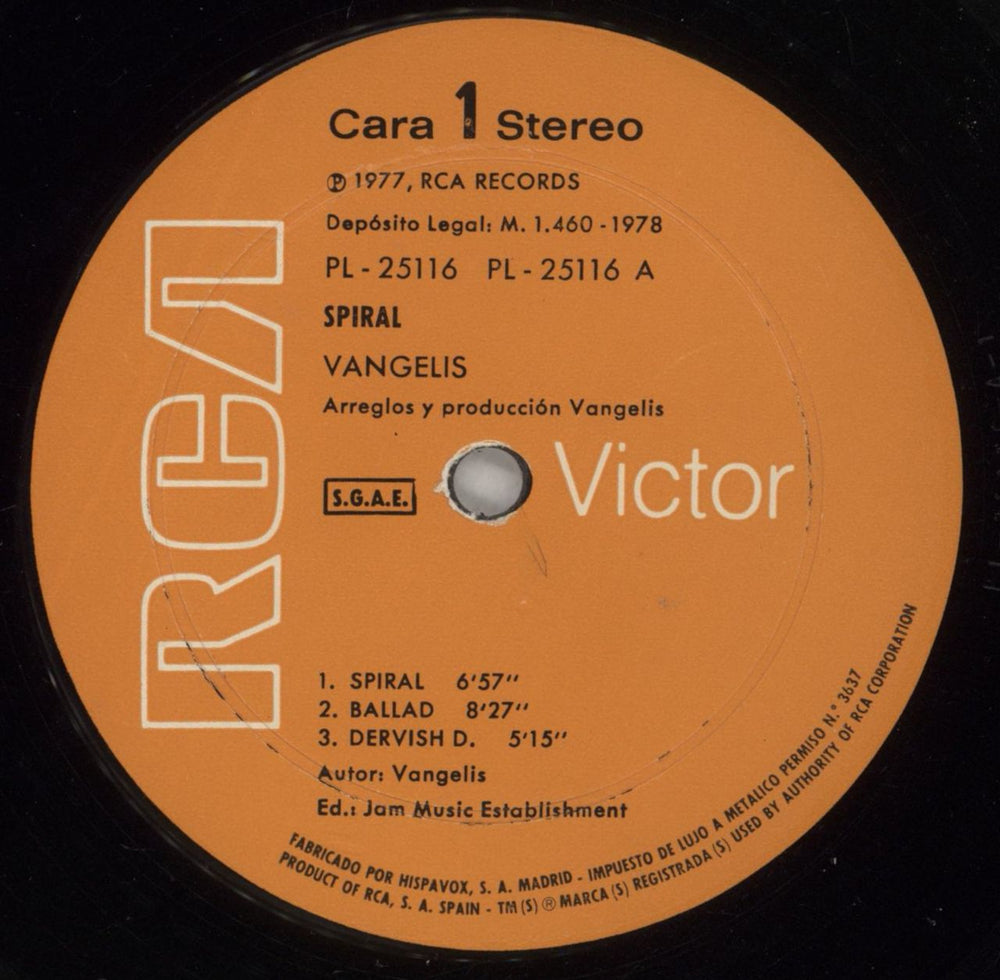 Cara 1 Stereo
℗ 1977, RCA RECORDS
Depósito Legal: M. 1.460 - 1978
PL - 25116 PL - 25116 A
SPIRAL
VANGELIS
Arreglos y producción Vangelis
RCA
S.G.A.E.
Victor
1. SPIRAL 6'57''
2. BALLAD 8'27''
3. DERVISH D. 5'15''
Autor: Vangelis
Ed.: Jam Music Establishment
FABRICADO POR HISPAVOX, S. A. MADRID - IMPUESTO DE LUJO A METALICO PERMISO N.º 3637
PRODUCT OF RCA, S. A. SPAIN - TM (S) ® MARCA (S) REGISTRADA (S) USED BY AUTHORITY OF RCA CORPORATION